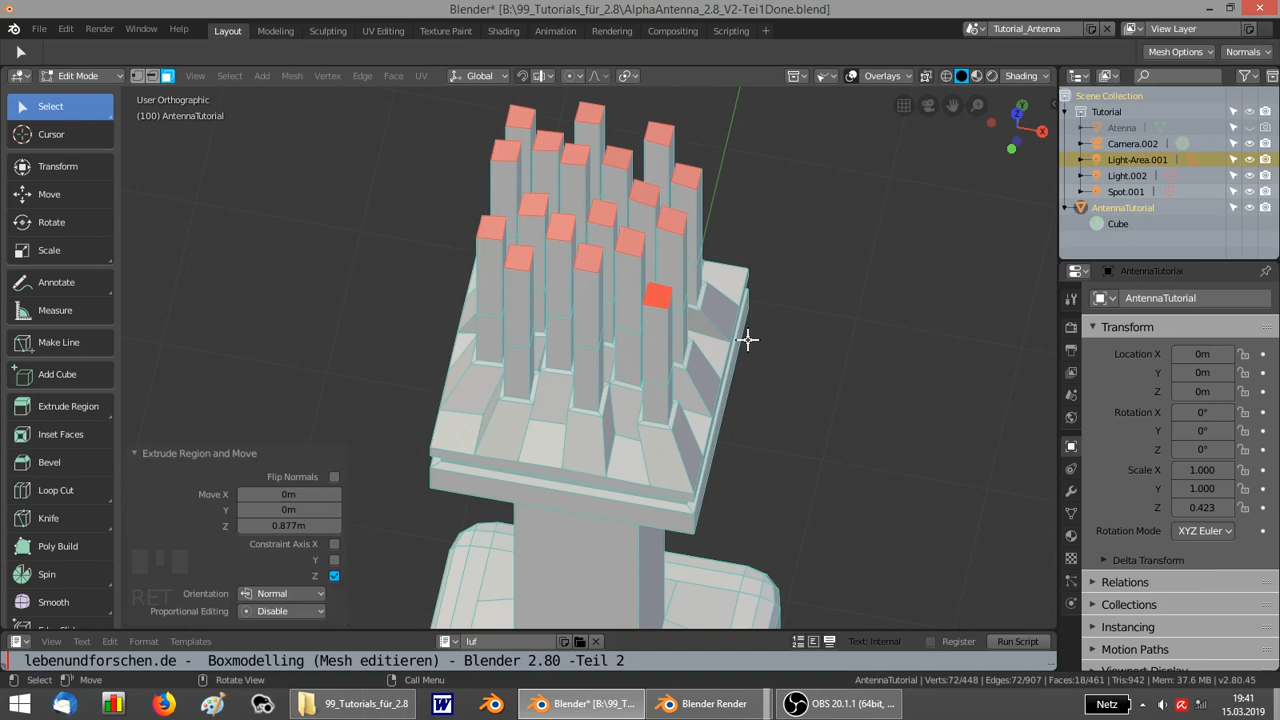 Blender* [B:\99_Tutorials_für_2.8\AlphaAntenna_2.8_V2-Teil1Done.blend]
File Edit Render Window Help Layout Modeling Sculpting UV Editing Texture Paint Shading Animation Rendering Compositing Scripting + Tutorial_Antenna View Layer
Mesh Options Normals
Edit Mode View Select Add Mesh Vertex Edge Face UV Global Overlays Shading
User Orthographic
(100) AntennaTutorial
Select
Cursor
Transform
Move
Rotate
Scale
Annotate
Measure
Make Line
Add Cube
Extrude Region
Inset Faces
Bevel
Loop Cut
Knife
Poly Build
Spin
Smooth
Extrude Region and Move
Flip Normals
Move X 0m
Y 0m
Z 0.877m
Constraint Axis X
Y
Z
Orientation Normal
Proportional Editing Disable
RET
Z
Y
X
Scene Collection
Tutorial
Atenna
Camera.002
Light-Area.001
Light.002
Spot.001
AntennaTutorial
Cube
AntennaTutorial
AntennaTutorial
Transform
Location X 0m
Y 0m
Z 0m
Rotation X 0°
Y 0°
Z 0°
Scale X 1.000
Y 1.000
Z 0.423
Rotation Mode XYZ Euler
Delta Transform
Relations
Collections
Instancing
Motion Paths
Viewport Display
View Text Edit Format Templates luf Text: Internal Register Run Script
lebenundforschen.de - Boxmodelling (Mesh editieren) - Blender 2.80 -Teil 2
Select Move Rotate View Call Menu AntennaTutorial | Verts:72/448 | Edges:72/907 | Faces:18/461 | Tris:942 | Mem: 37.6 MB | v2.80.45
99_Tutorials_für_2.8 Blender* [B:\99_T... Blender Render OBS 20.1.1 (64bit, ... Netz 19:41
15.03.2019